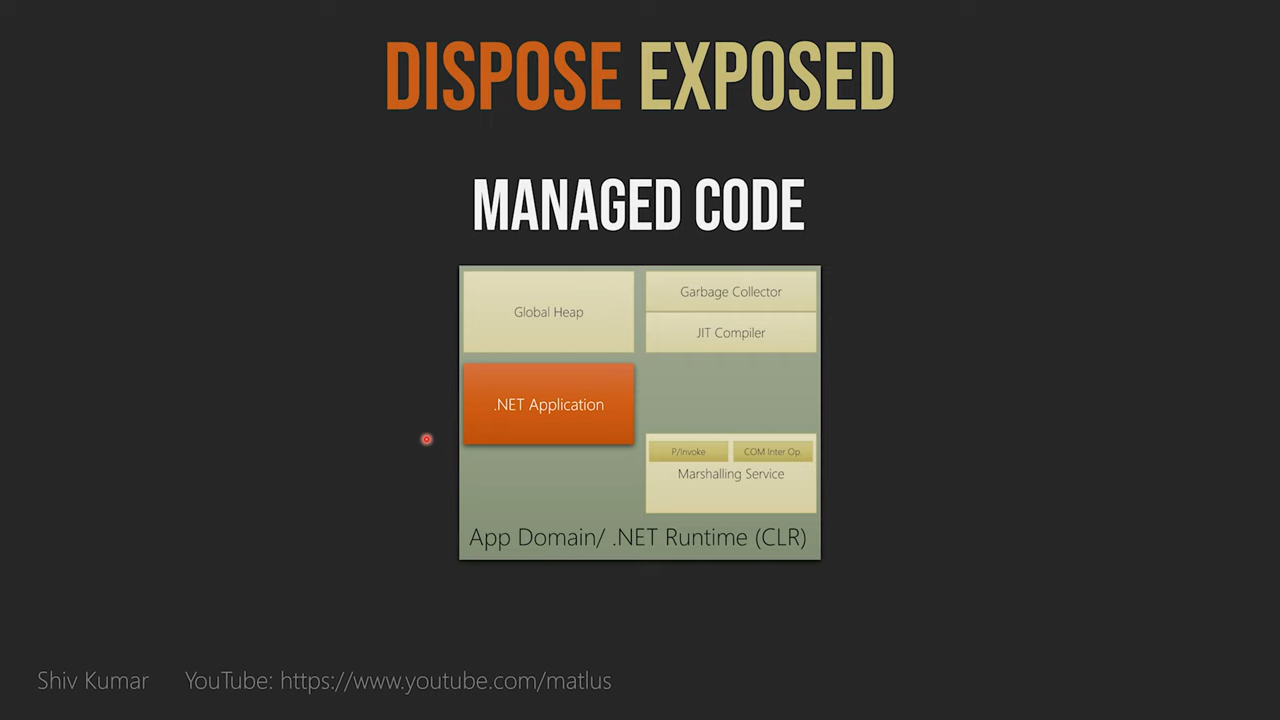 DISPOSE EXPOSED
MANAGED CODE
Global Heap
Garbage Collector
JIT Compiler
.NET Application
P/Invoke
COM Inter Op.
Marshalling Service
App Domain/ .NET Runtime (CLR)
Shiv Kumar YouTube: https://www.youtube.com/matlus